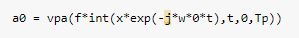 a0 = vpa(f*int(x*exp(-j*w*0*t),t,0,Tp))